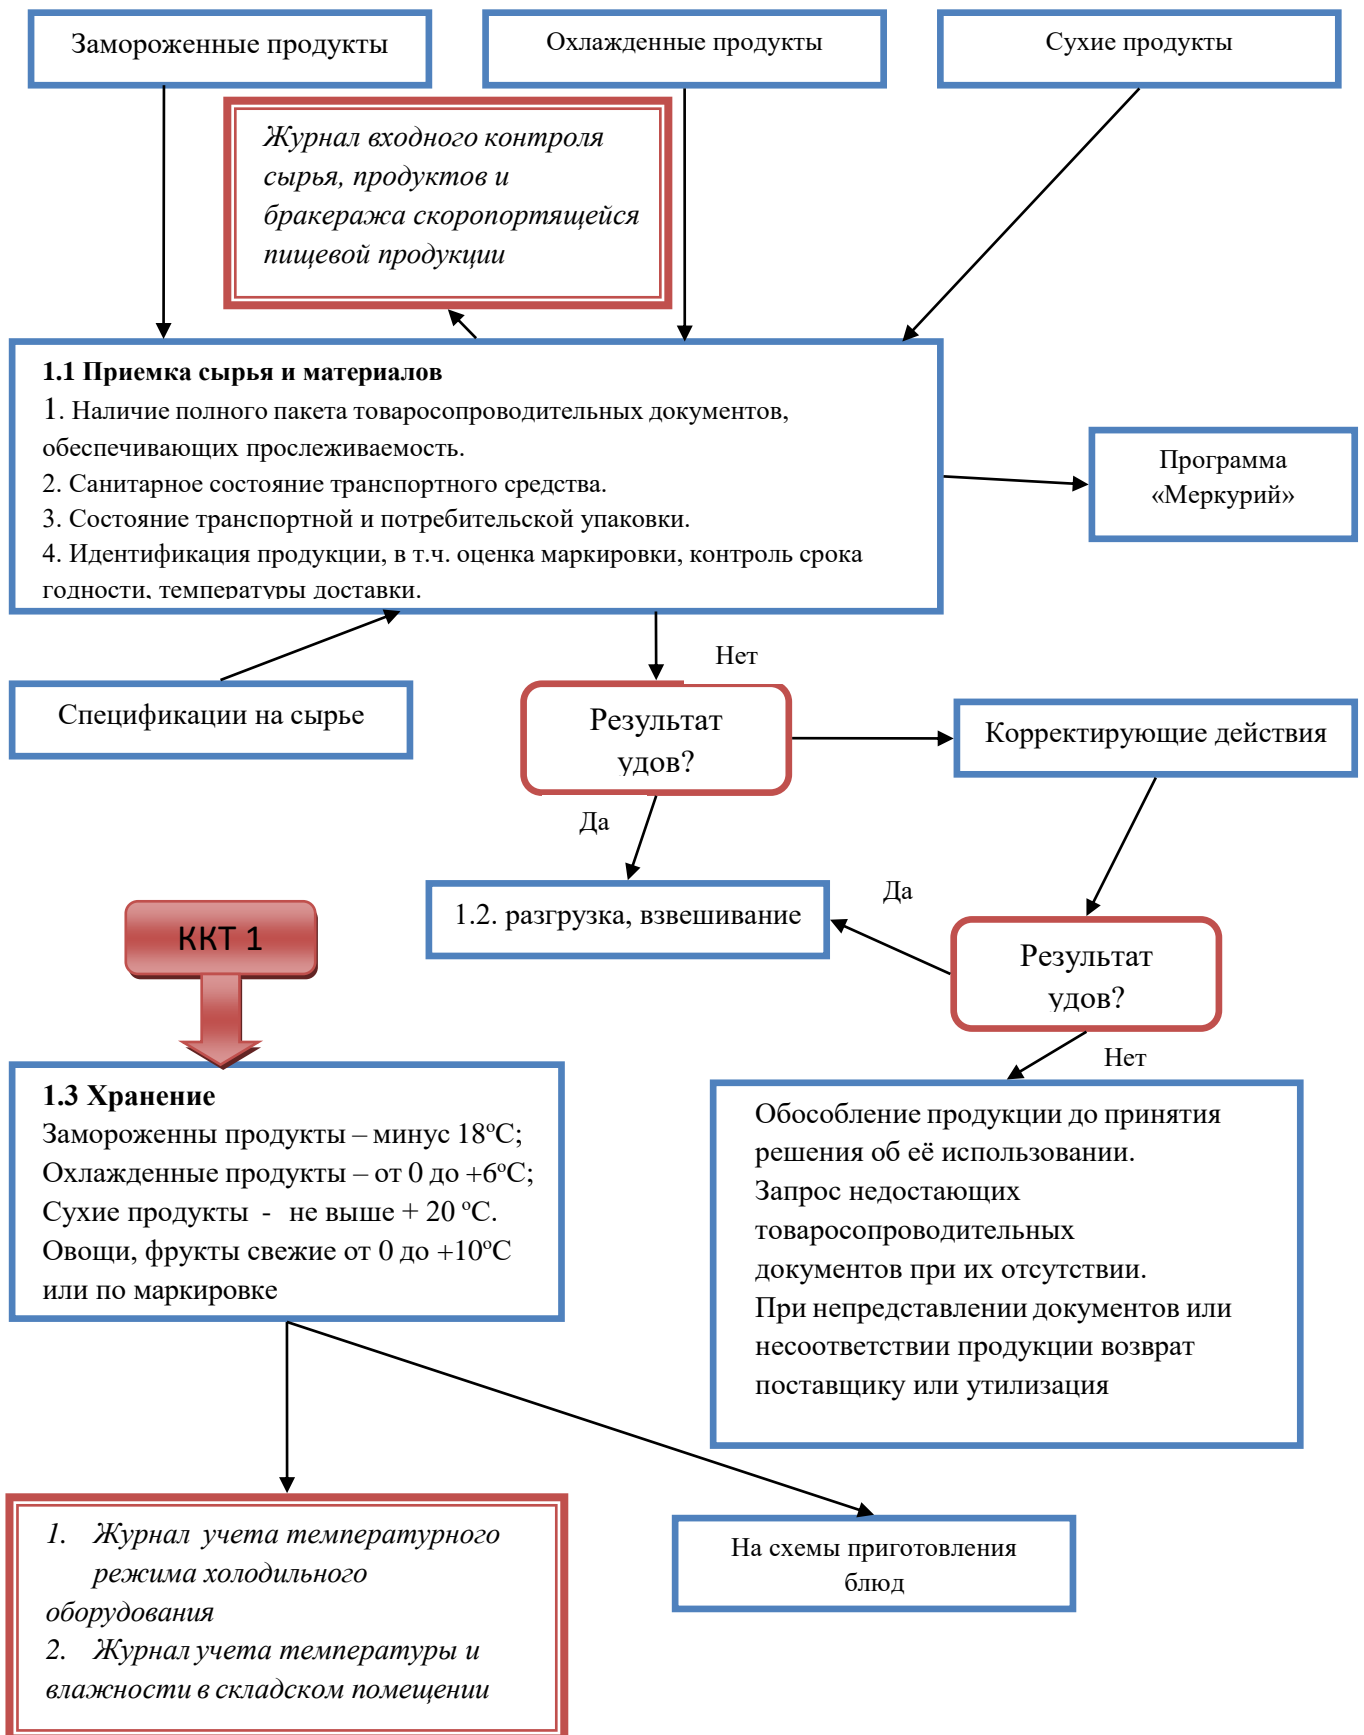 Замороженные продукты
Охлажденные продукты
Сухие продукты
Журнал входного контроля
сырья, продуктов и
бракеража скоропортящейся
пищевой продукции
1.1 Приемка сырья и материалов
1. Наличие полного пакета товаросопроводительных документов,
обеспечивающих прослеживаемость.
2. Санитарное состояние транспортного средства.
3. Состояние транспортной и потребительской упаковки.
4. Идентификация продукции, в т.ч. оценка маркировки, контроль срока
годности, температуры доставки.
Программа
«Меркурий»
Нет
Спецификации на сырье
Результат
удов?
Корректирующие действия
Да
1.2. разгрузка, взвешивание
Да
ККТ 1
Результат
удов?
Нет
1.3 Хранение
Замороженны продукты – минус 18ºС;
Охлажденные продукты – от 0 до +6ºС;
Сухие продукты - не выше + 20 ºС.
Овощи, фрукты свежие от 0 до +10ºС
или по маркировке
Обособление продукции до принятия
решения об её использовании.
Запрос недостающих
товаросопроводительных
документов при их отсутствии.
При непредставлении документов или
несоответствии продукции возврат
поставщику или утилизация
1. Журнал учета температурного
режима холодильного
оборудования
2. Журнал учета температуры и
влажности в складском помещении
На схемы приготовления
блюд